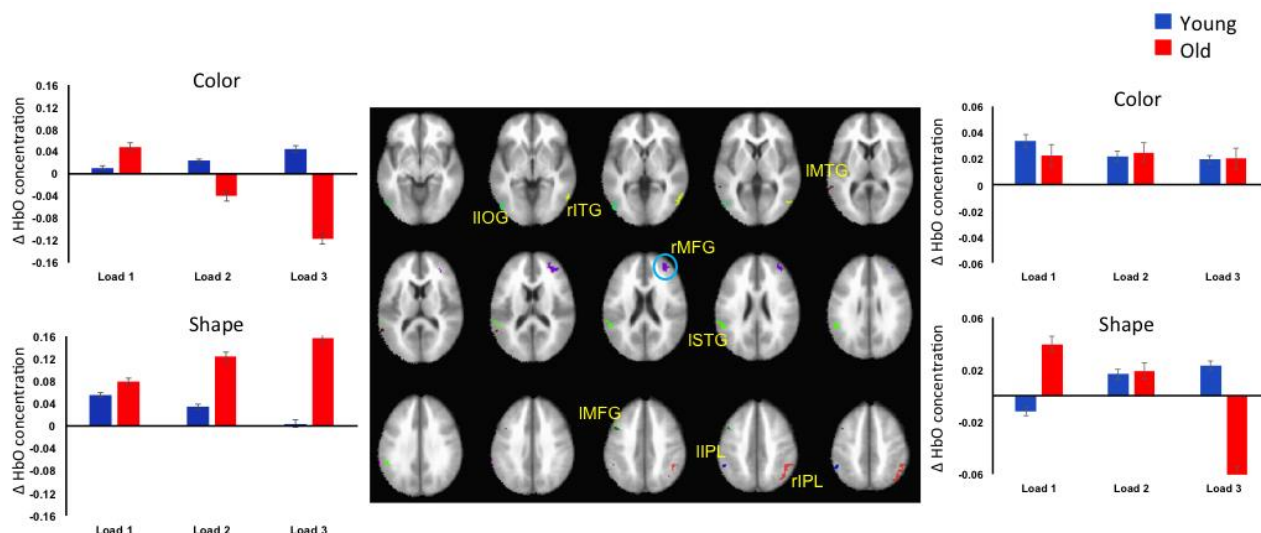 Young
Old
Color
Δ HbO concentration
0.16
0.12
0.08
0.04
0
-0.04
-0.08
-0.12
-0.16
Load 1
Load 2
Load 3
Shape
Δ HbO concentration
0.16
0.12
0.08
0.04
0
-0.04
-0.08
-0.12
-0.16
Load 1
Load 2
Load 3
lIOG
rITG
lMTG
rMFG
lSTG
lMFG
lIPL
rIPL
Color
Δ HbO concentration
0.06
0.04
0.02
0
-0.02
-0.04
-0.06
Load 1
Load 2
Load 3
Shape
Δ HbO concentration
0.06
0.02
-0.02
-0.06
Load 1
Load 2
Load 3